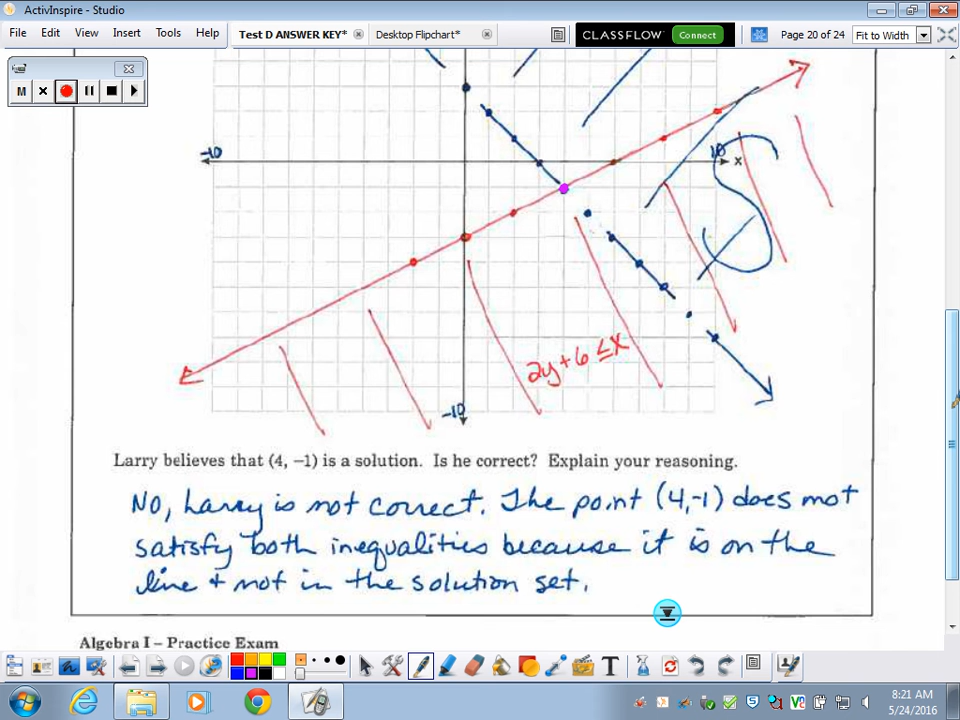 ActivInspire - Studio
File Edit View Insert Tools Help
Test D ANSWER KEY*
Desktop Flipchart*
CLASSFLOW Connect
Page 20 of 24
Fit to Width
M
-10
10
x
S
2y+6 ≤ x
-10
Larry believes that (4, −1) is a solution. Is he correct? Explain your reasoning.
No, Larry is not correct. The point (4,-1) does not
satisfy both inequalities because it is on the
line + not in the solution set.
Algebra I – Practice Exam
T
8:21 AM
5/24/2016